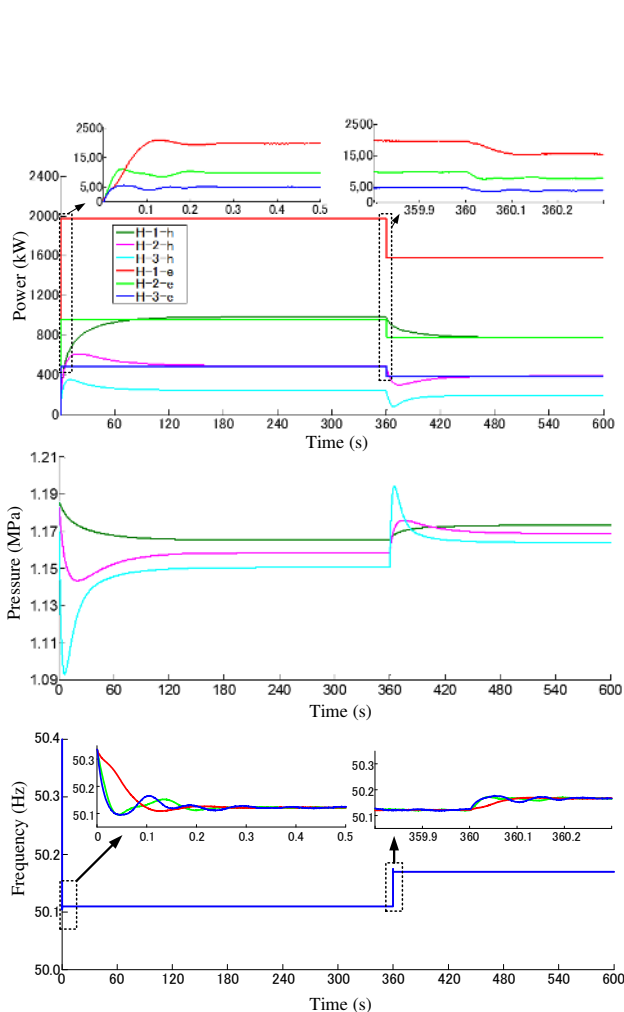 2500
15,00
5,00
0
0.1 0.2 0.3 0.4 0.5
2500
15,00
5,00
0
359.9 360 360.1 360.2
Power (kW)
2400
2000
1600
1200
800
400
0
H-1-h
H-2-h
H-3-h
H-1-e
H-2-e
H-3-e
60 120 180 240 300 360 420 480 540 600
Time (s)
Pressure (MPa)
1.21
1.19
1.17
1.15
1.13
1.11
1.09
0 60 120 180 240 300 360 420 480 540 600
Time (s)
Frequency (Hz)
50.4
50.3
50.2
50.1
50.0
50.3
50.2
50.1
0 0.1 0.2 0.3 0.4 0.5
50.3
50.2
50.1
359.9 360 360.1 360.2
0 60 120 180 240 300 360 420 480 540 600
Time (s)